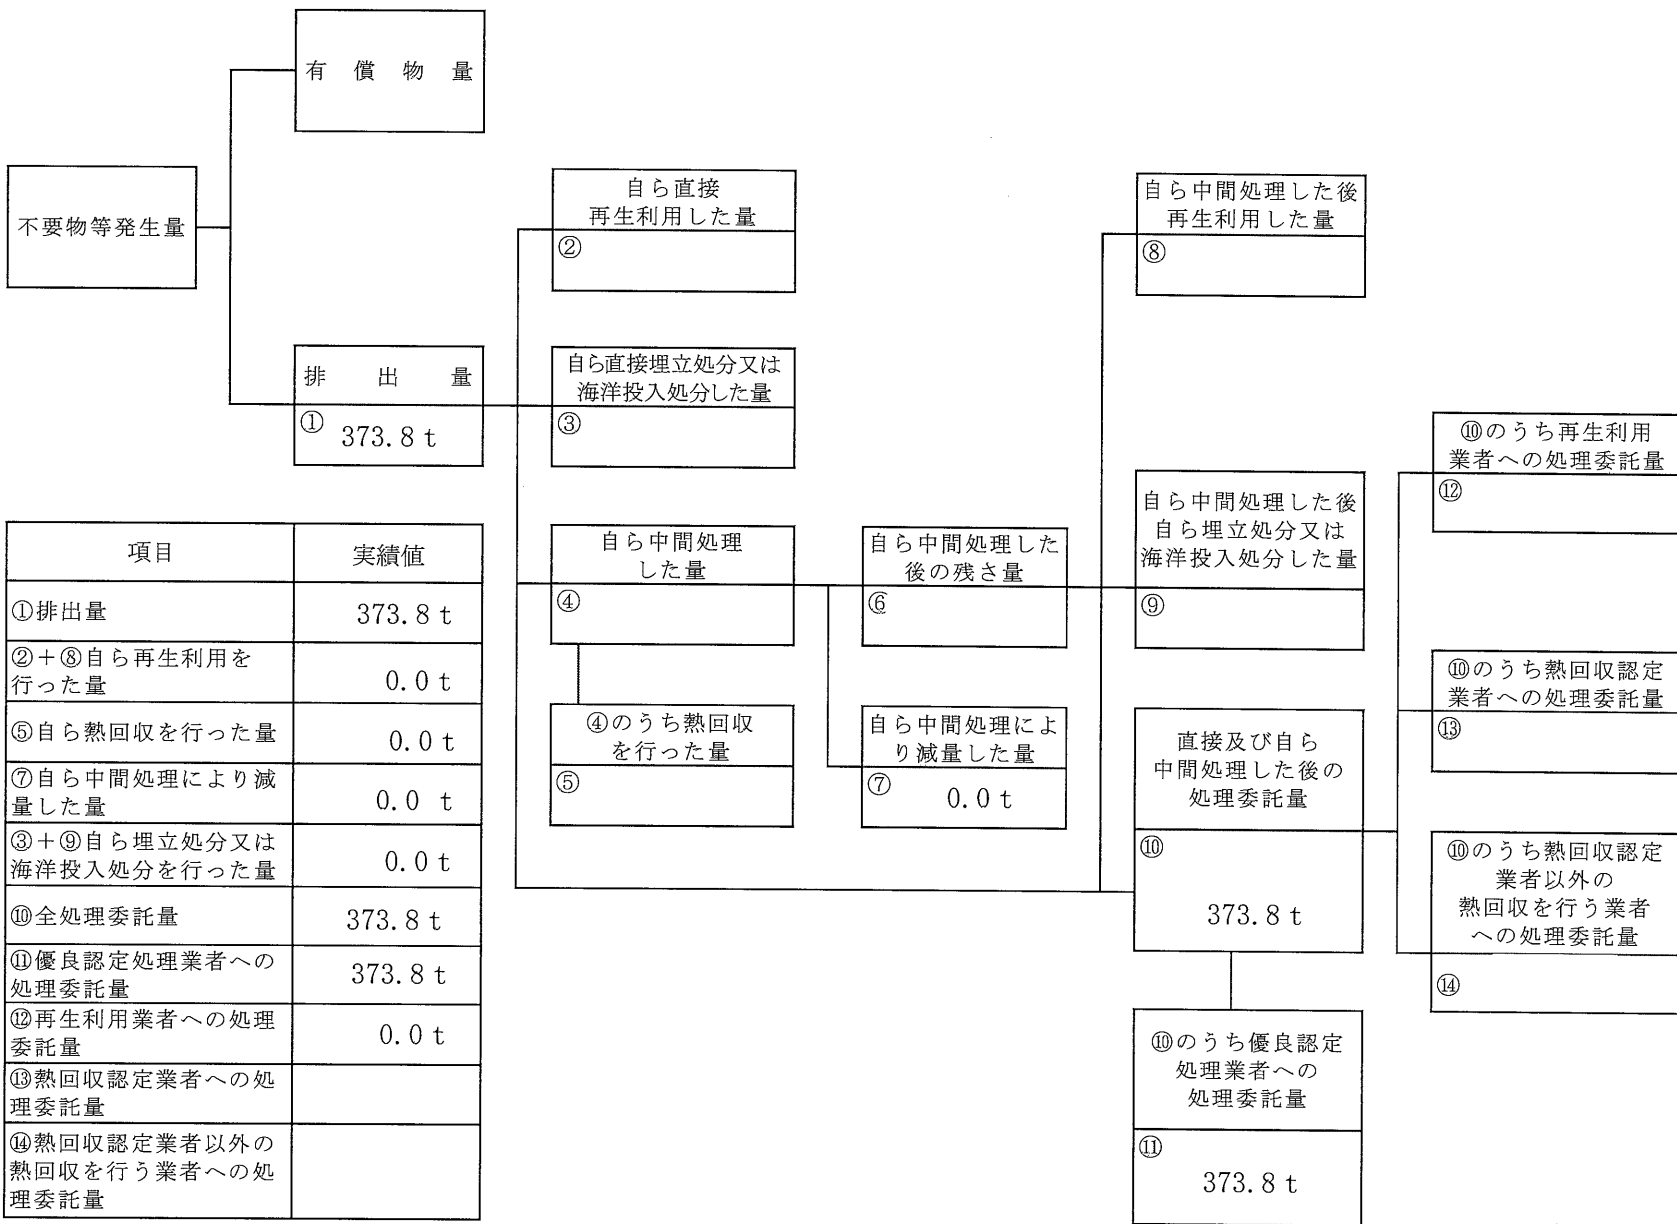 有償物量
不要物等発生量
排出量
① 373.8 t
自ら直接
再生利用した量
②
自ら直接埋立処分又は
海洋投入処分した量
③
自ら中間処理
した量
④
④のうち熱回収
を行った量
⑤
自ら中間処理した
後の残さ量
⑥
自ら中間処理によ
り減量した量
⑦ 0.0 t
自ら中間処理した後
再生利用した量
⑧
自ら中間処理した後
自ら埋立処分又は
海洋投入処分した量
⑨
直接及び自ら
中間処理した後の
処理委託量
⑩
373.8 t
⑩のうち優良認定
処理業者への
処理委託量
⑪
373.8 t
⑩のうち再生利用
業者への処理委託量
⑫
⑩のうち熱回収認定
業者への処理委託量
⑬
⑩のうち熱回収認定
業者以外の
熱回収を行う業者
への処理委託量
⑭
項目 実績値
①排出量 373.8 t
②+⑧自ら再生利用を
行った量 0.0 t
⑤自ら熱回収を行った量 0.0 t
⑦自ら中間処理により減
量した量 0.0 t
③+⑨自ら埋立処分又は
海洋投入処分を行った量 0.0 t
⑩全処理委託量 373.8 t
⑪優良認定処理業者への
処理委託量 373.8 t
⑫再生利用業者への処理
委託量 0.0 t
⑬熱回収認定業者への処
理委託量
⑭熱回収認定業者以外の
熱回収を行う業者への処
理委託量